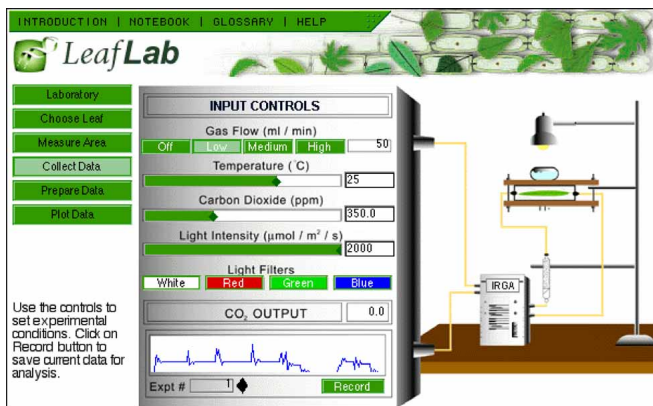 INTRODUCTION | NOTEBOOK | GLOSSARY | HELP
LeafLab
Laboratory
Choose Leaf
Measure Area
Collect Data
Prepare Data
Plot Data
Use the controls to
set experimental
conditions. Click on
Record button to
save current data for
analysis.
INPUT CONTROLS
Gas Flow (ml / min)
Off Low Medium High 50
Temperature (°C)
25
Carbon Dioxide (ppm)
350.0
Light Intensity (μmol / m² / s)
2000
Light Filters
White Red Green Blue
CO₂ OUTPUT 0.0
Expt # 1 Record
IRGA